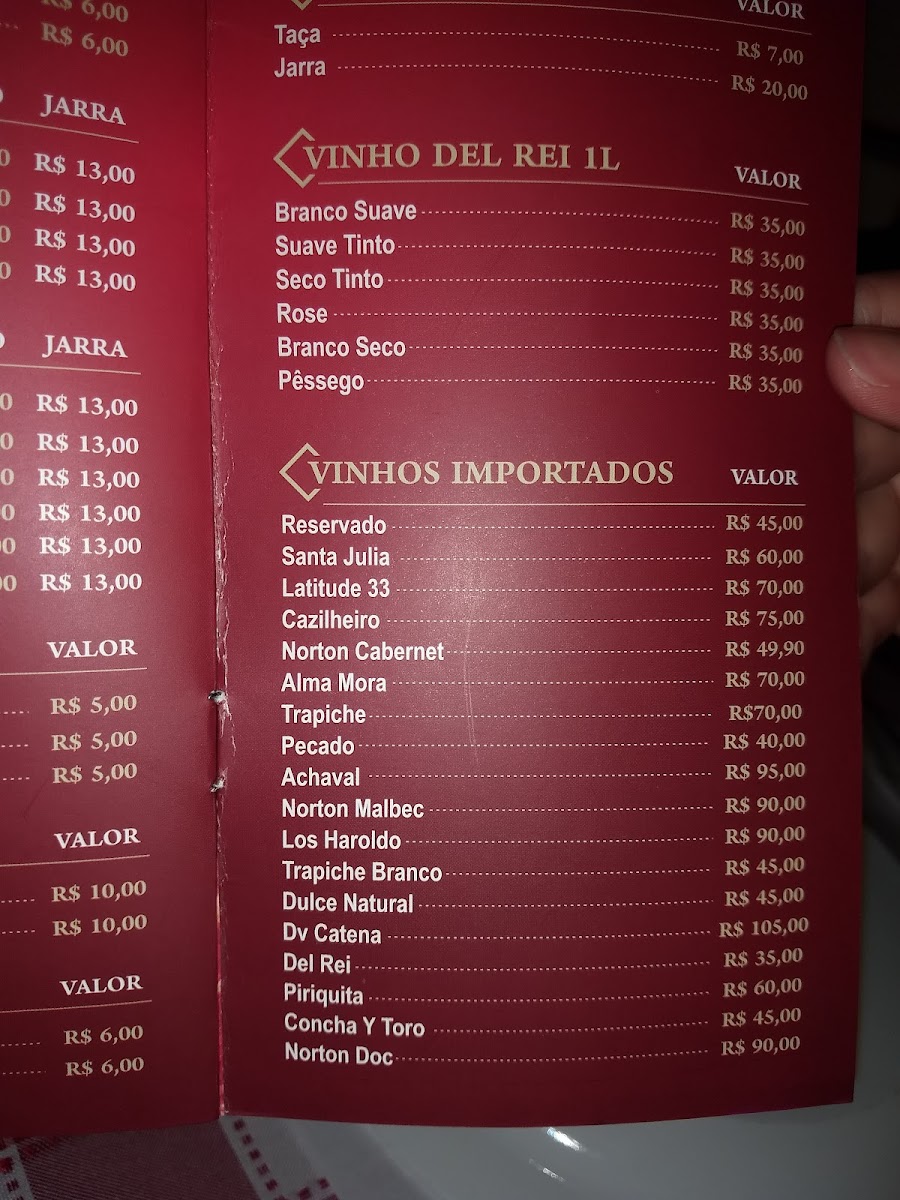 R$ 6,00
R$ 6,00
JARRA
R$ 13,00
R$ 13,00
R$ 13,00
R$ 13,00
JARRA
R$ 13,00
R$ 13,00
R$ 13,00
R$ 13,00
R$ 13,00
R$ 13,00
VALOR
R$ 5,00
R$ 5,00
R$ 5,00
VALOR
R$ 10,00
R$ 10,00
VALOR
R$ 6,00
R$ 6,00
VALOR
Taça R$ 7,00
Jarra R$ 20,00
VINHO DEL REI 1L VALOR
Branco Suave R$ 35,00
Suave Tinto R$ 35,00
Seco Tinto R$ 35,00
Rose R$ 35,00
Branco Seco R$ 35,00
Pêssego R$ 35,00
VINHOS IMPORTADOS VALOR
Reservado R$ 45,00
Santa Julia R$ 60,00
Latitude 33 R$ 70,00
Cazilheiro R$ 75,00
Norton Cabernet R$ 49,90
Alma Mora R$ 70,00
Trapiche R$70,00
Pecado R$ 40,00
Achaval R$ 95,00
Norton Malbec R$ 90,00
Los Haroldo R$ 90,00
Trapiche Branco R$ 45,00
Dulce Natural R$ 45,00
Dv Catena R$ 105,00
Del Rei R$ 35,00
Piriquita R$ 60,00
Concha Y Toro R$ 45,00
Norton Doc R$ 90,00